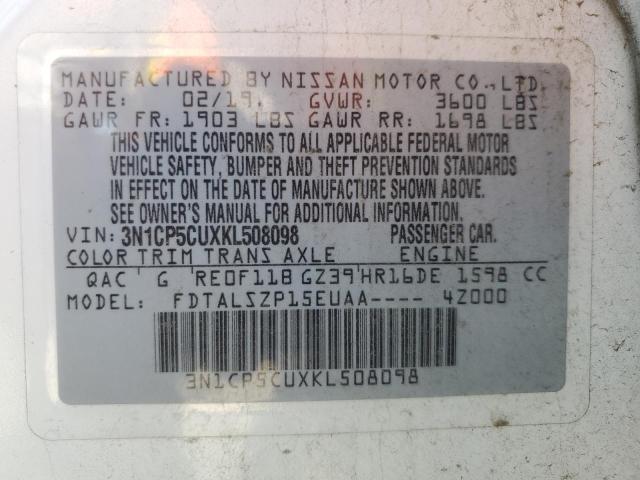 MANUFACTURED BY NISSAN MOTOR CO., LTD.
DATE: 02/19. GVWR: 3600 LBS
GAWR FR: 1903 LBS GAWR RR: 1698 LBS
THIS VEHICLE CONFORMS TO ALL APPLICABLE FEDERAL MOTOR
VEHICLE SAFETY, BUMPER AND THEFT PREVENTION STANDARDS
IN EFFECT ON THE DATE OF MANUFACTURE SHOWN ABOVE.
SEE OWNER'S MANUAL FOR ADDITIONAL INFORMATION.
VIN: 3N1CP5CUXKL508098 PASSENGER CAR.
COLOR TRIM TRANS AXLE ENGINE
QAC G RE0F11B GZ39 HR16DE 1598 CC
MODEL: FDTALSZP15EUAA---- 4Z000
3N1CP5CUXKL508098